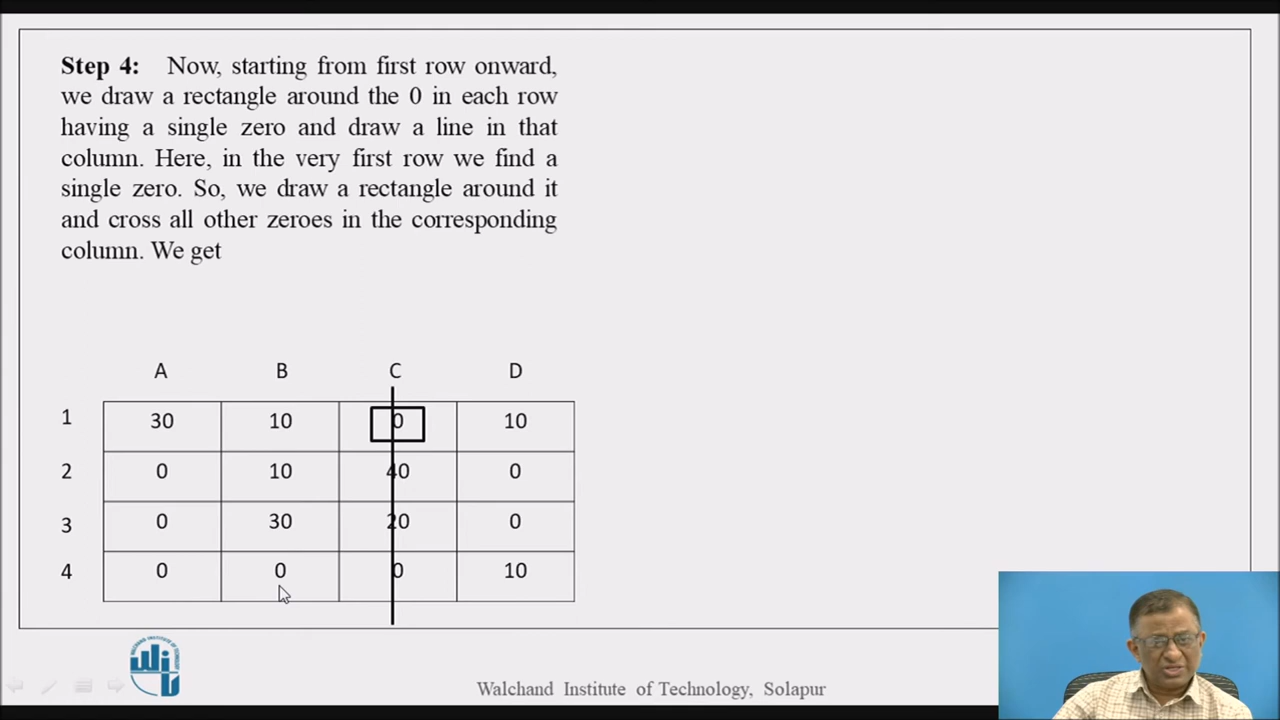 Step 4: Now, starting from first row onward,
we draw a rectangle around the 0 in each row
having a single zero and draw a line in that
column. Here, in the very first row we find a
single zero. So, we draw a rectangle around it
and cross all other zeroes in the corresponding
column. We get
A B C D
1 30 10 0 10
2 0 10 40 0
3 0 30 20 0
4 0 0 0 10
Walchand Institute of Technology, Solapur